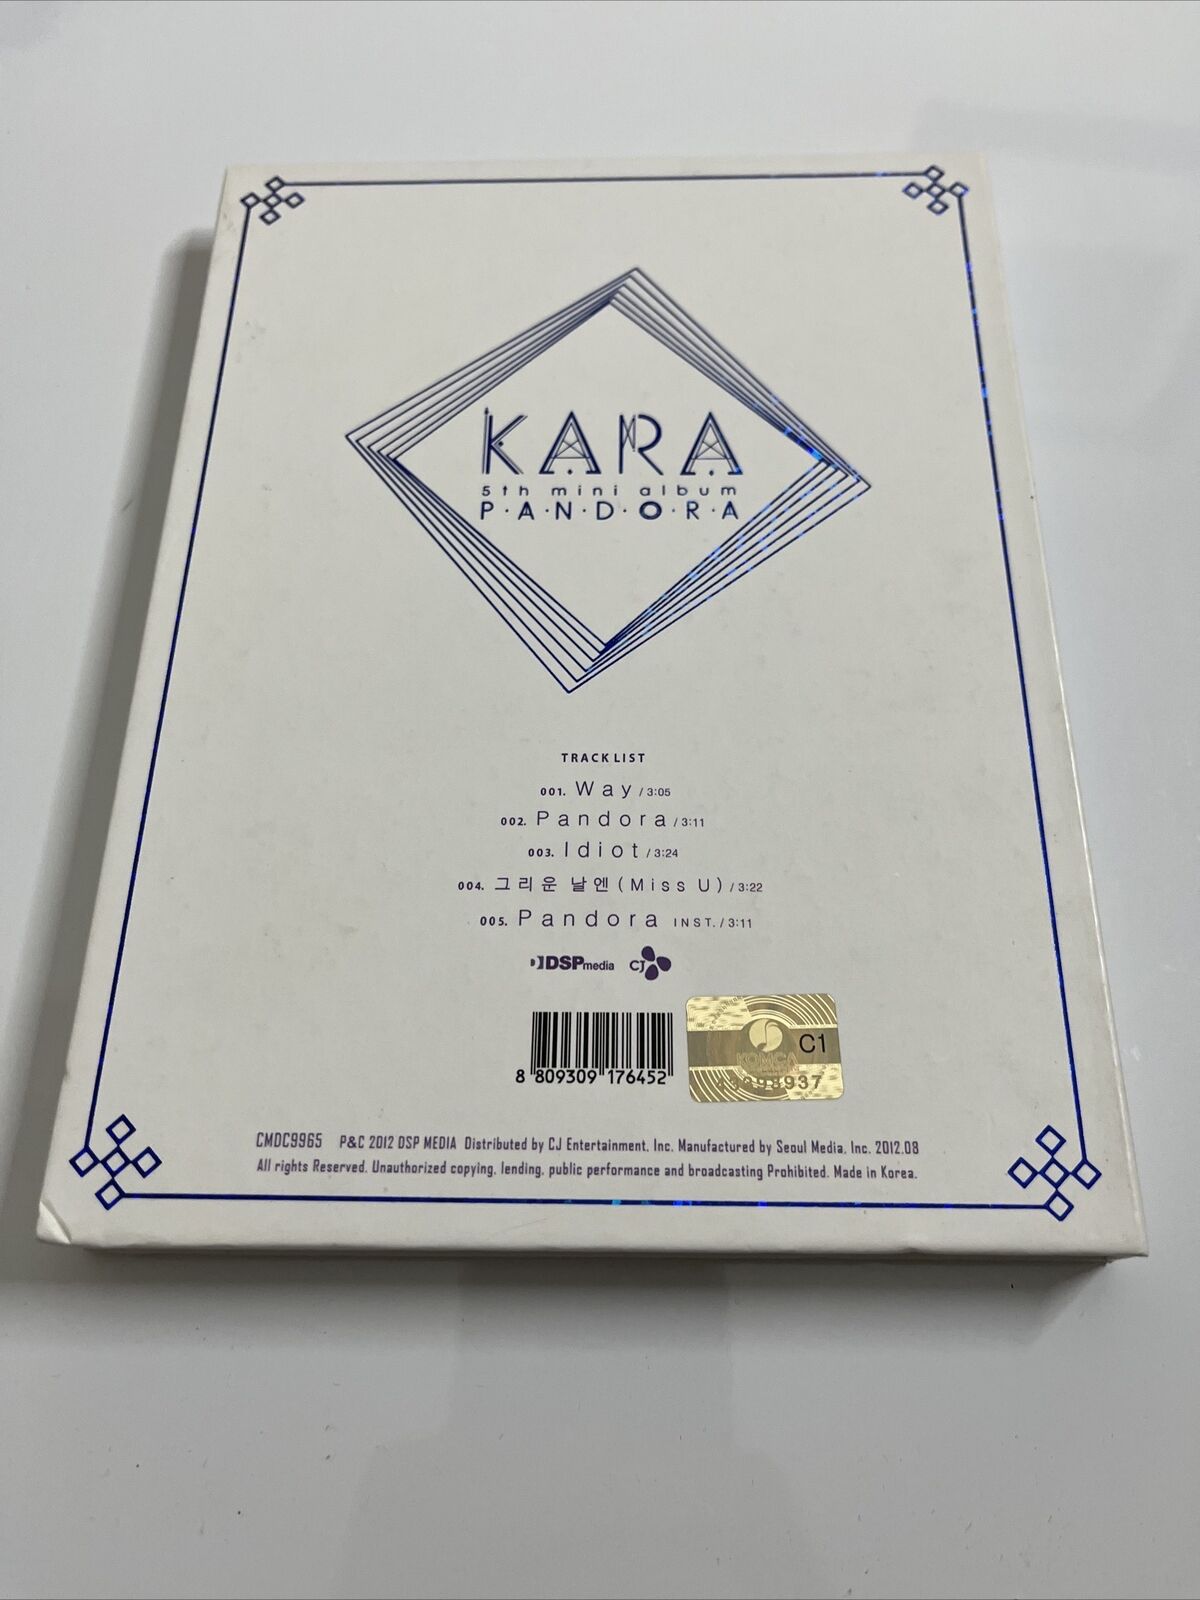 KARA
5th mini album
P·A·N·D·O·R·A
TRACK LIST
001. Way / 3:05
002. Pandora / 3:11
003. Idiot / 3:24
004. 그리운 날엔 (Miss U) / 3:22
005. Pandora INST. / 3:11
DSPmedia CJ
C1
KOMCA
937
8 809309 176452
CMDC9965 P&C 2012 DSP MEDIA Distributed by CJ Entertainment, Inc. Manufactured by Seoul Media, Inc. 2012.08
All rights Reserved. Unauthorized copying, lending, public performance and broadcasting Prohibited. Made in Korea.